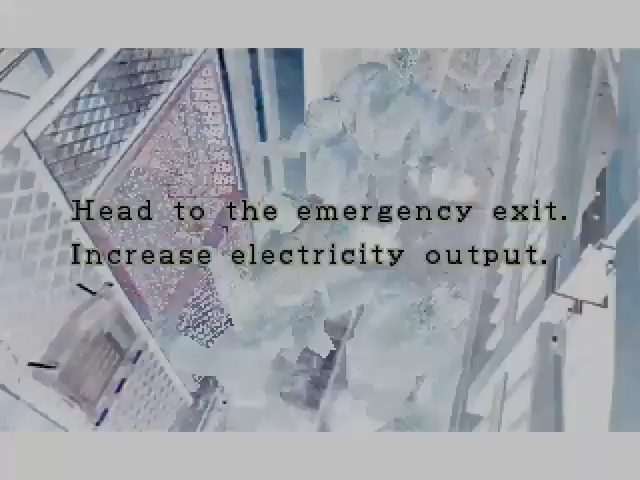 Head to the emergency exit.
Increase electricity output.